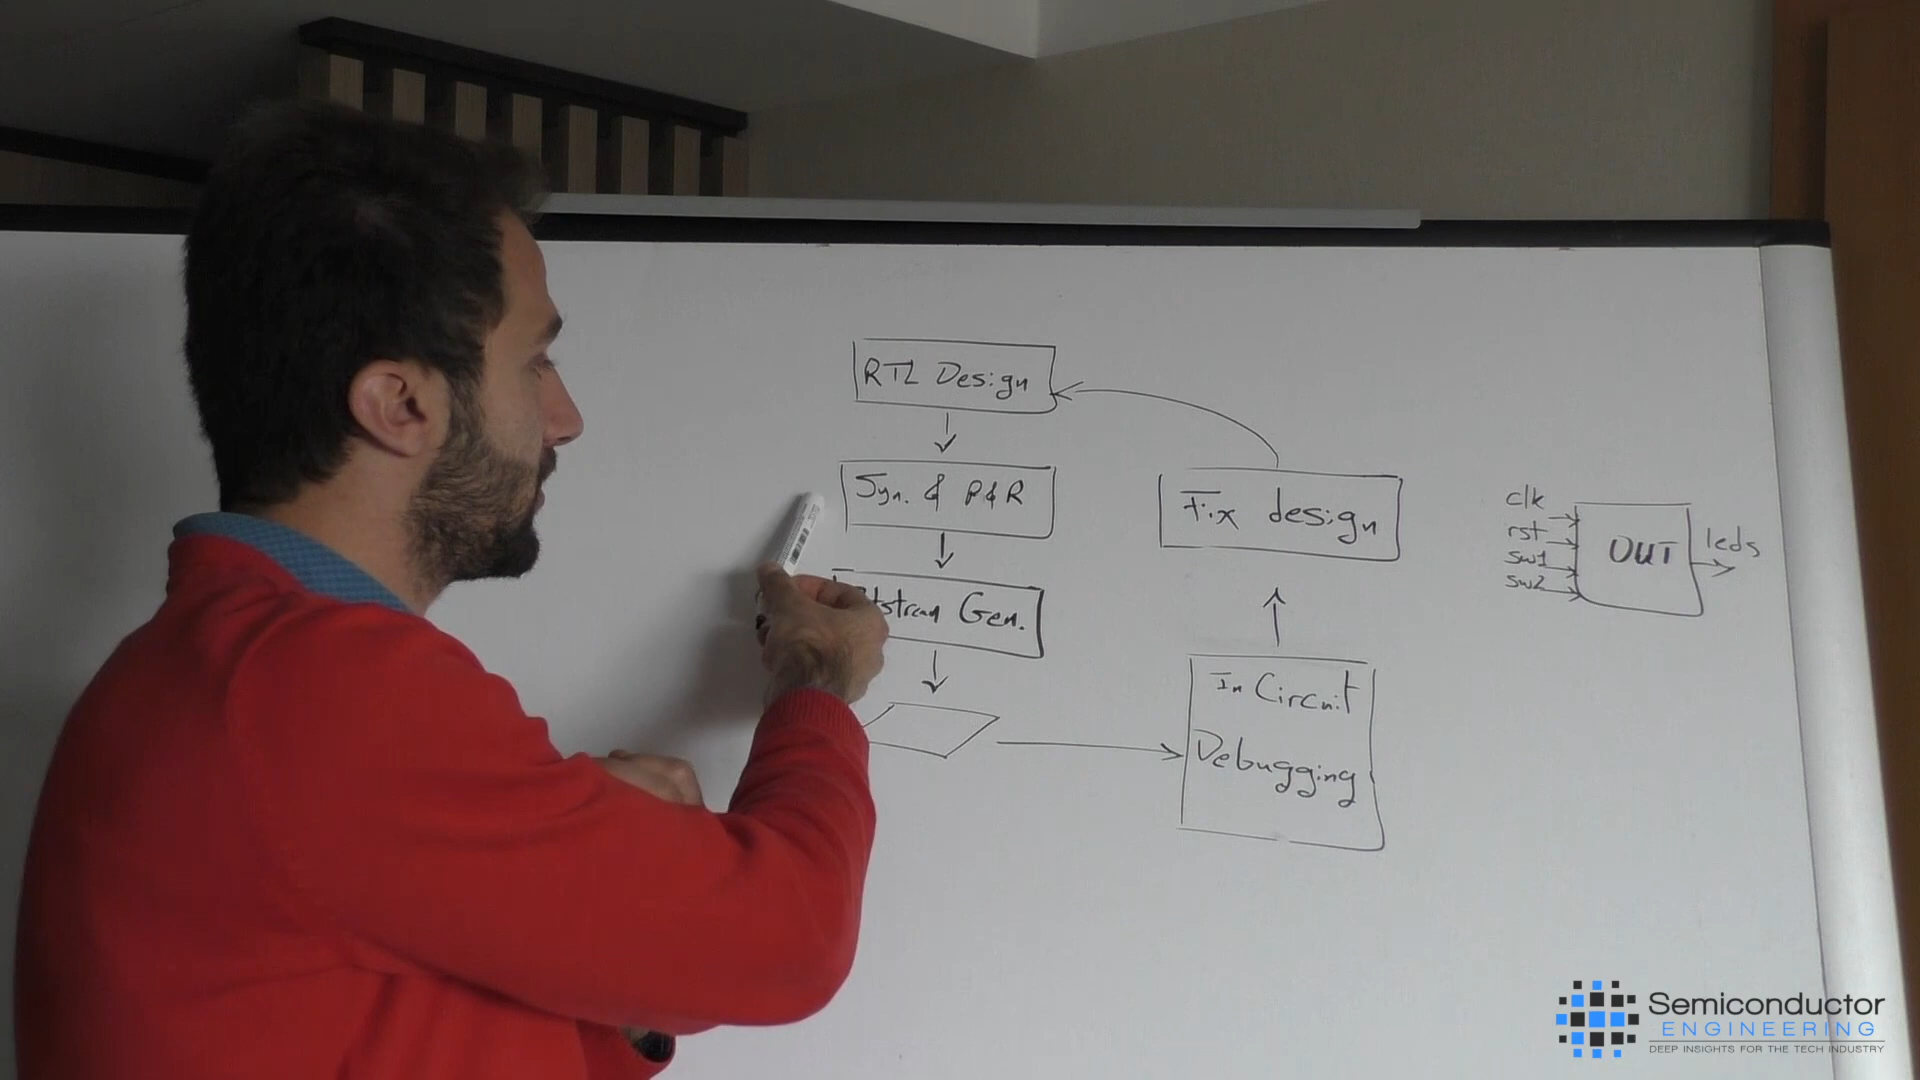 RTL Design
Syn. & P&R
Gen.
Fix design
In Circuit
Debugging
clk
rst
sw1
sw2
DUT
leds
Semiconductor
ENGINEERING
DEEP INSIGHTS FOR THE TECH INDUSTRY